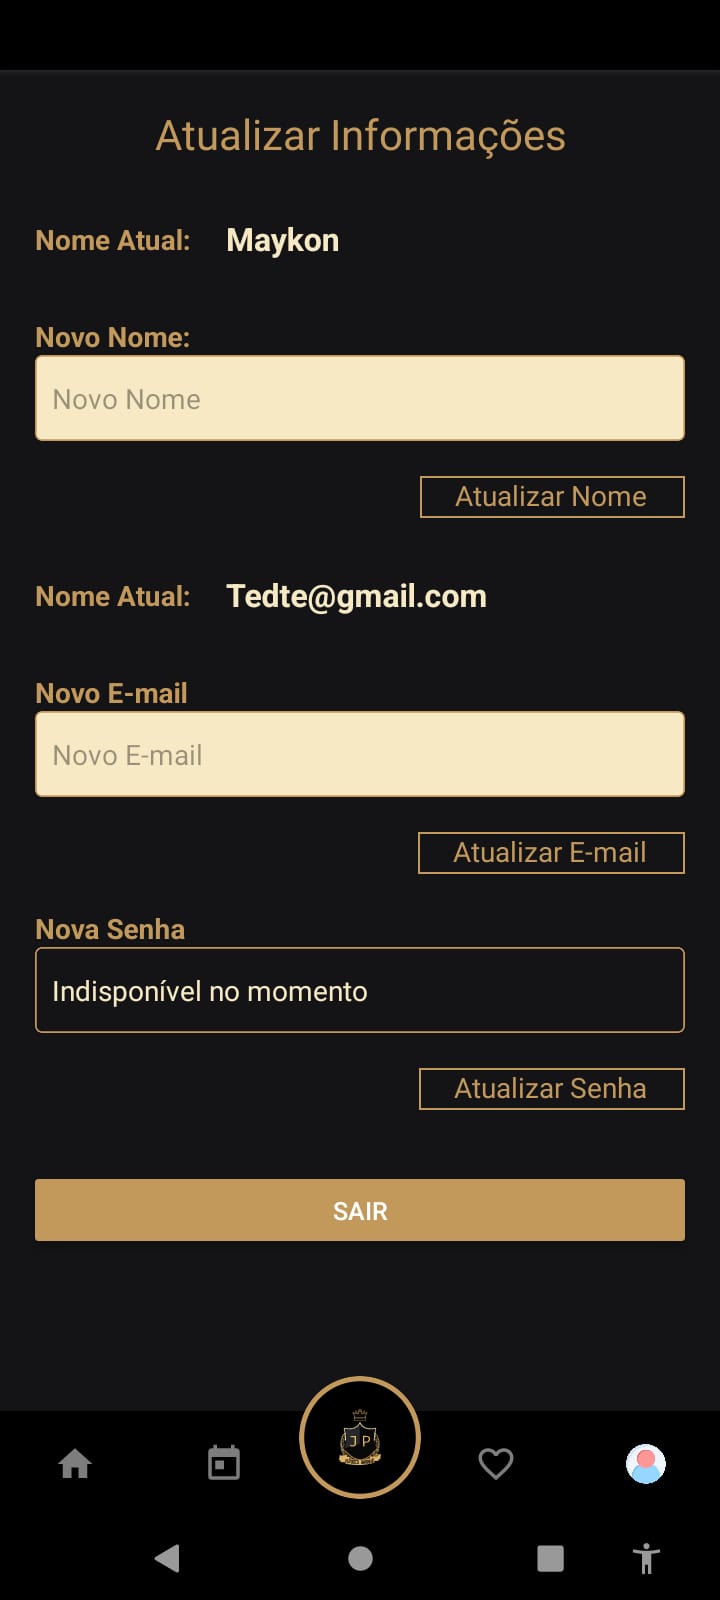 Atualizar Informações
Nome Atual: Maykon
Novo Nome:
Novo Nome
Atualizar Nome
Nome Atual: Tedte@gmail.com
Novo E-mail
Novo E-mail
Atualizar E-mail
Nova Senha
Indisponível no momento
Atualizar Senha
SAIR
JP